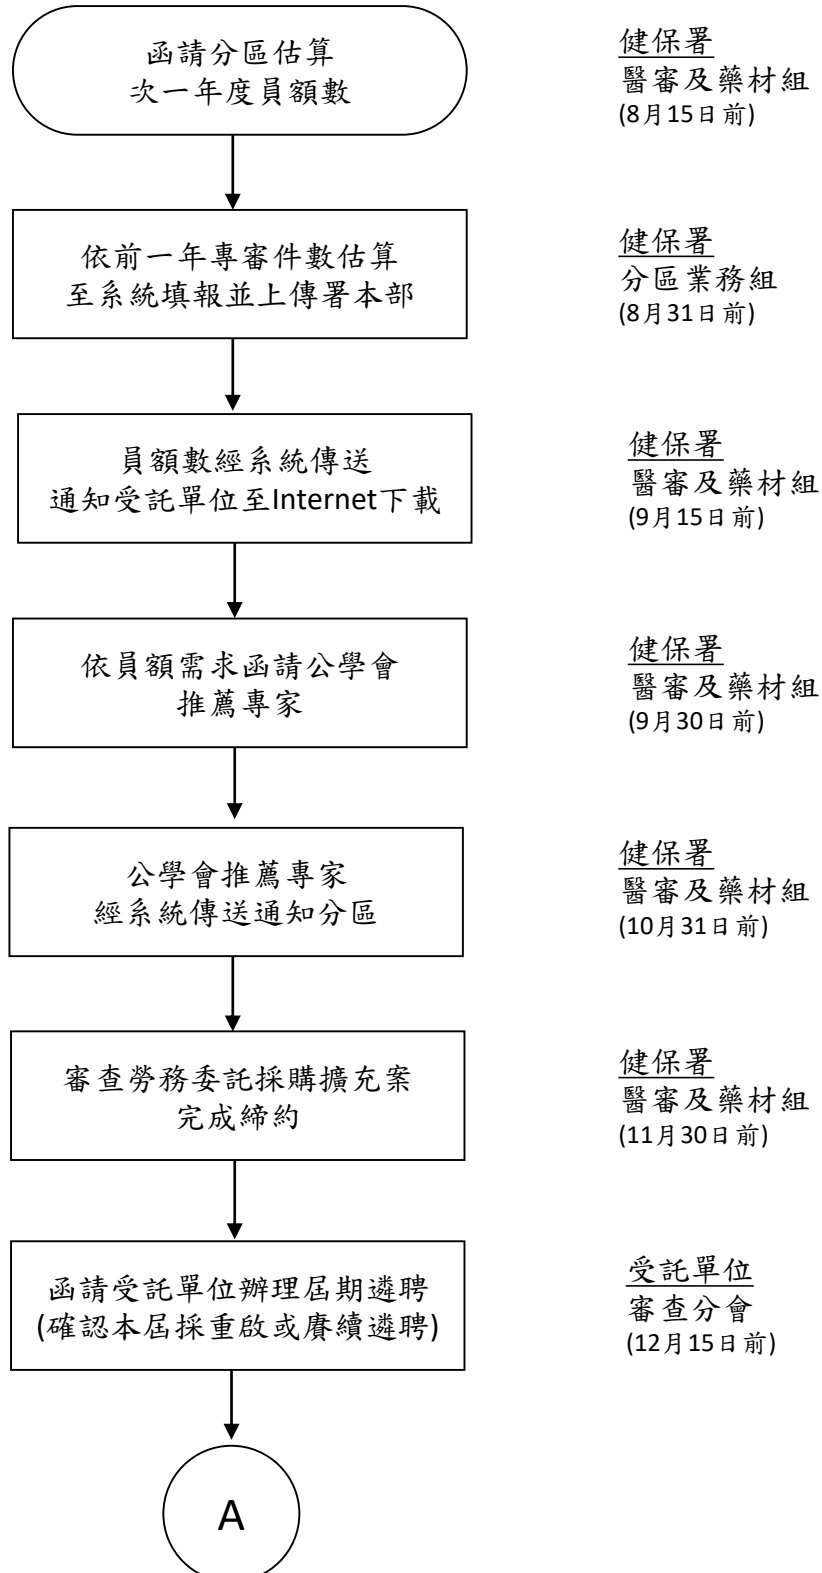 函請分區估算
次一年度員額數
健保署
醫審及藥材組
(8月15日前)
依前一年專審件數估算
至系統填報並上傳署本部
健保署
分區業務組
(8月31日前)
員額數經系統傳送
通知受託單位至Internet下載
健保署
醫審及藥材組
(9月15日前)
依員額需求函請公學會
推薦專家
健保署
醫審及藥材組
(9月30日前)
公學會推薦專家
經系統傳送通知分區
健保署
醫審及藥材組
(10月31日前)
審查勞務委託採購擴充案
完成締約
健保署
醫審及藥材組
(11月30日前)
函請受託單位辦理屆期遴聘
(確認本屆採重啟或賡續遴聘)
受託單位
審查分會
(12月15日前)
A